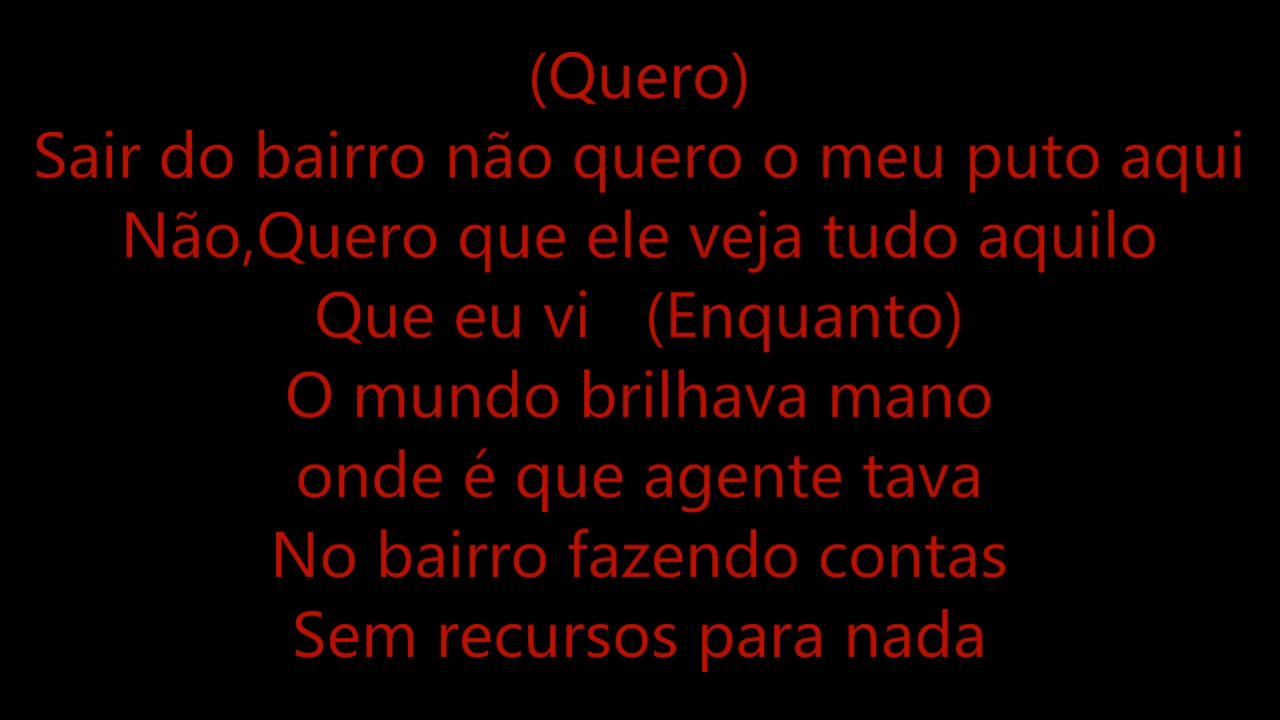 (Quero)
Sair do bairro não quero o meu puto aqui
Não,Quero que ele veja tudo aquilo
Que eu vi (Enquanto)
O mundo brilhava mano
onde é que agente tava
No bairro fazendo contas
Sem recursos para nada